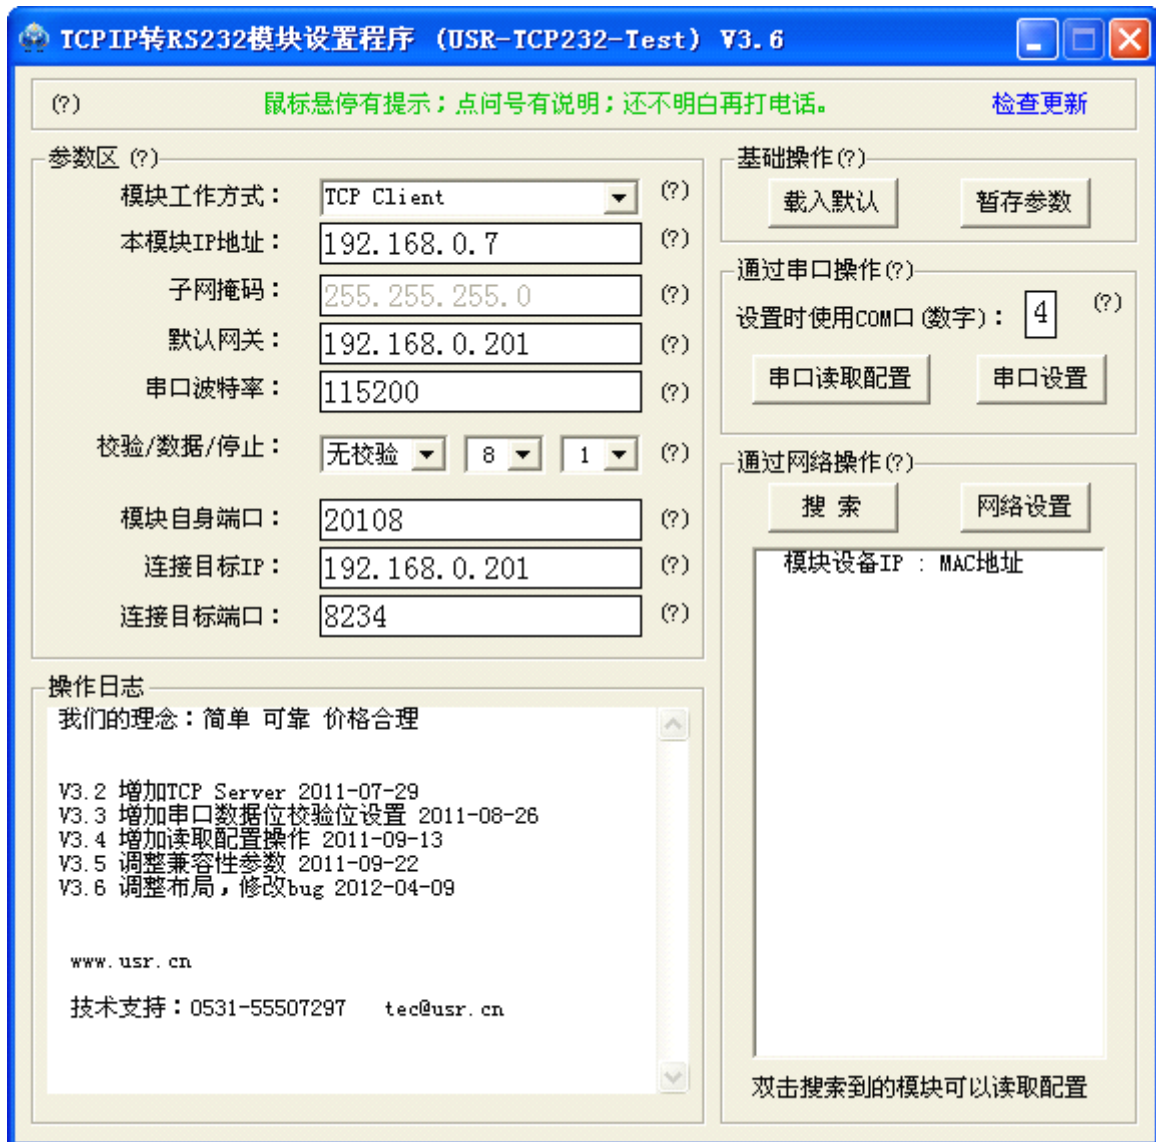 TCPIP转RS232模块设置程序 (USR-TCP232-Test) V3.6
(?) 鼠标悬停有提示；点问号有说明；还不明白再打电话。 检查更新
参数区 (?)
模块工作方式： TCP Client (?)
本模块IP地址： 192.168.0.7 (?)
子网掩码： 255.255.255.0 (?)
默认网关： 192.168.0.201 (?)
串口波特率： 115200 (?)
校验/数据/停止： 无校验 8 1 (?)
模块自身端口： 20108 (?)
连接目标IP： 192.168.0.201 (?)
连接目标端口： 8234 (?)
基础操作(?)
载入默认 暂存参数
通过串口操作(?)
设置时使用COM口(数字)： 4 (?)
串口读取配置 串口设置
通过网络操作(?)
搜 索 网络设置
模块设备IP : MAC地址
双击搜索到的模块可以读取配置
操作日志
我们的理念：简单 可靠 价格合理
V3.2 增加TCP Server 2011-07-29
V3.3 增加串口数据位校验位设置 2011-08-26
V3.4 增加读取配置操作 2011-09-13
V3.5 调整兼容性参数 2011-09-22
V3.6 调整布局，修改bug 2012-04-09
www.usr.cn
技术支持：0531-55507297 tec@usr.cn